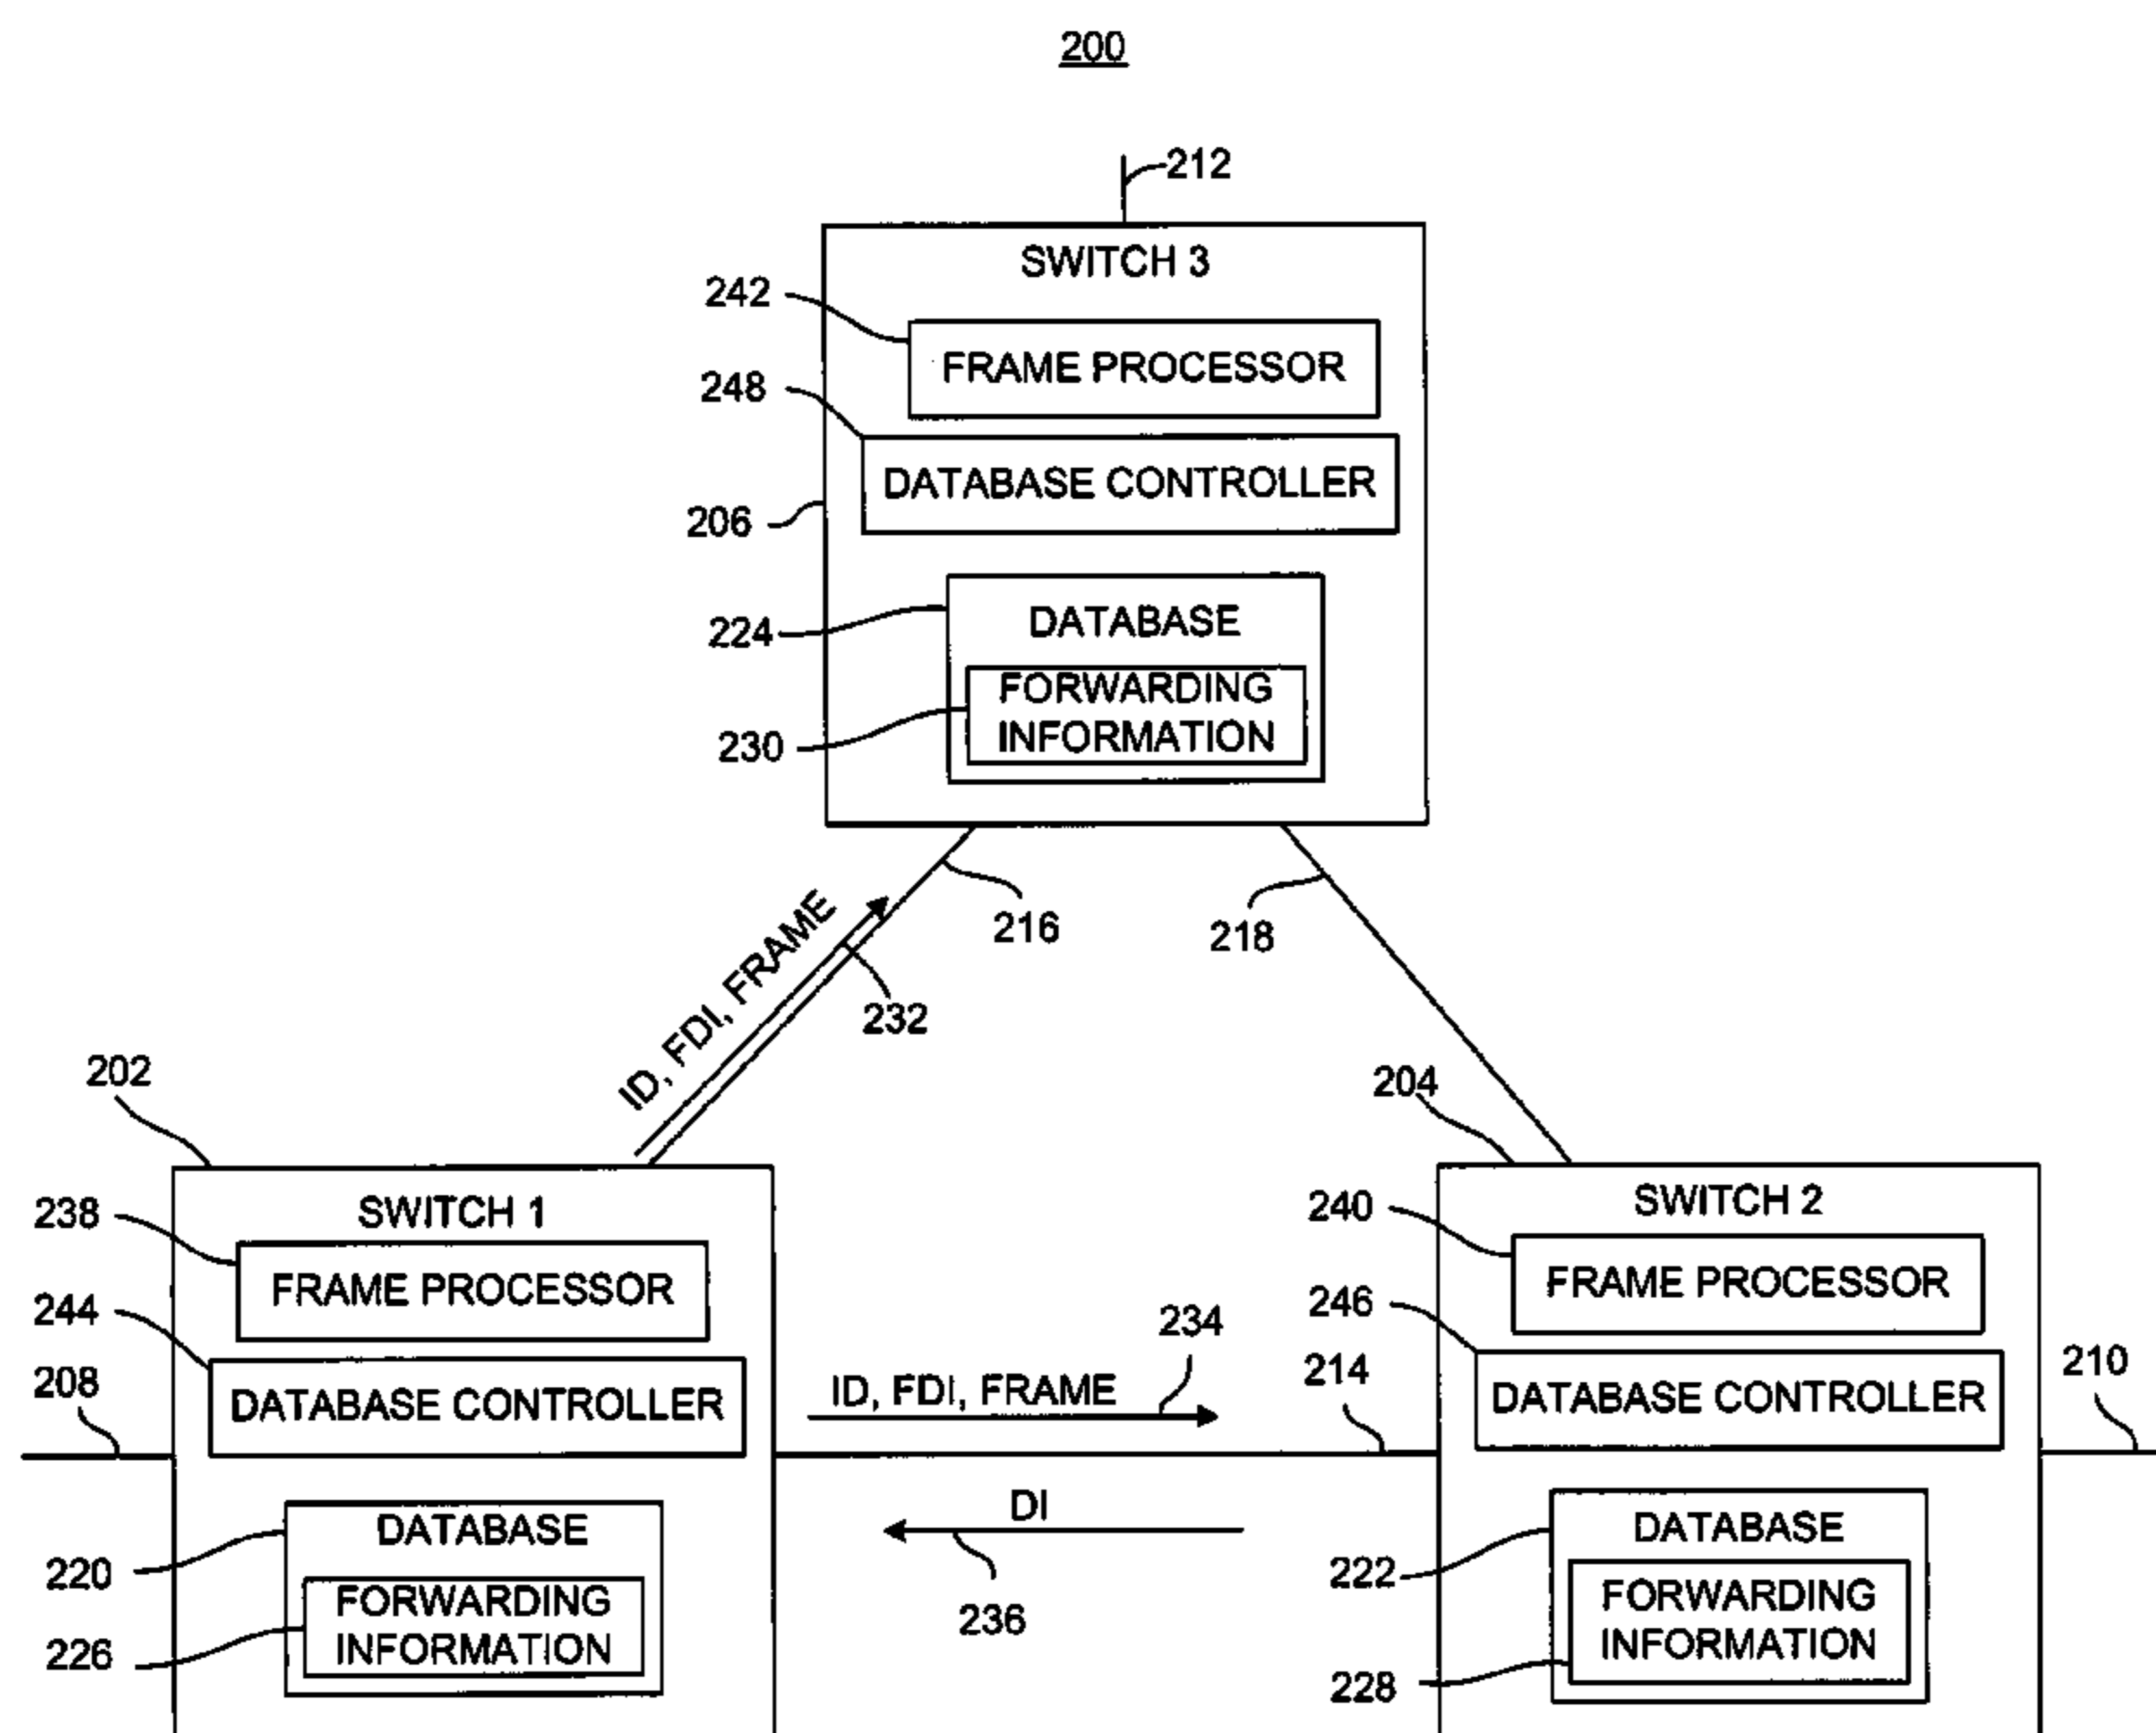 200
212
SWITCH 3
242
FRAME PROCESSOR
248
DATABASE CONTROLLER
206
224
DATABASE
230
FORWARDING
INFORMATION
216
218
ID, FDI, FRAME
232
202
204
SWITCH 1
238
FRAME PROCESSOR
244
DATABASE CONTROLLER
208
220
DATABASE
226
FORWARDING
INFORMATION
ID, FDI, FRAME
234
214
DI
236
SWITCH 2
240
FRAME PROCESSOR
246
DATABASE CONTROLLER
210
222
DATABASE
228
FORWARDING
INFORMATION